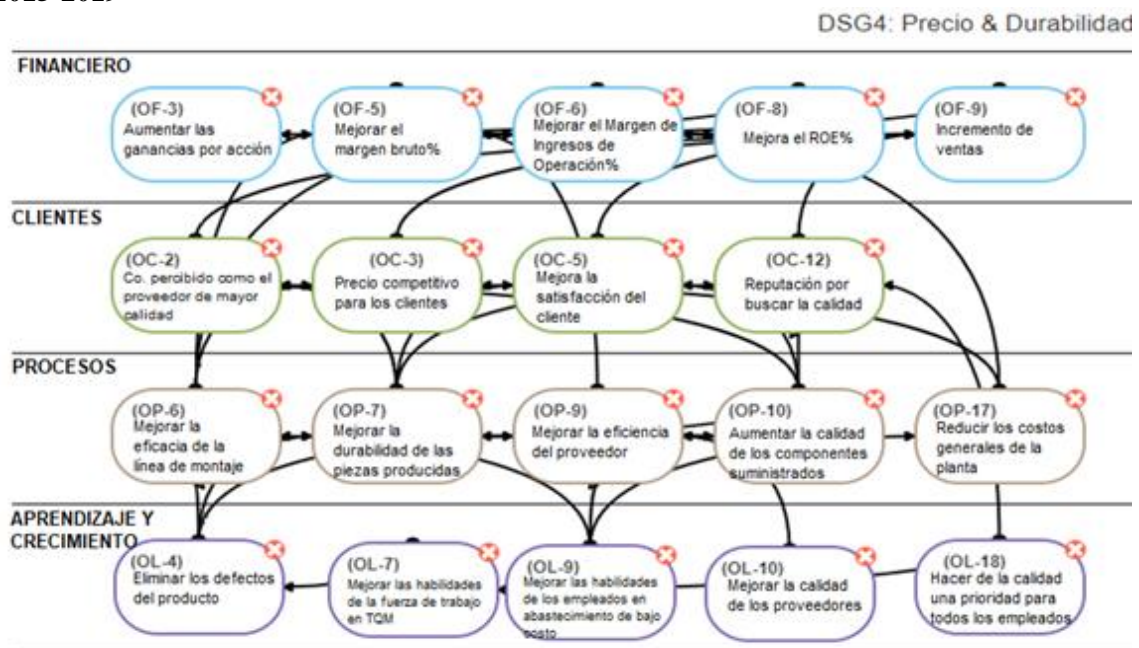 DSG4: Precio & Durabilidad
FINANCIERO
(OF-3)
Aumentar las
ganancias por acción
(OF-5)
Mejorar el
margen bruto%
(OF-6)
Mejorar el Margen de
Ingresos de
Operación%
(OF-8)
Mejora el ROE%
(OF-9)
Incremento de
ventas
CLIENTES
(OC-2)
Co. percibido como el
proveedor de mayor
calidad
(OC-3)
Precio competitivo
para los clientes
(OC-5)
Mejora la
satisfacción del
cliente
(OC-12)
Reputación por
buscar la calidad
PROCESOS
(OP-6)
Mejorar la
eficacia de la
línea de montaje
(OP-7)
Mejorar la
durabilidad de las
piezas producidas
(OP-9)
Mejorar la eficiencia
del proveedor
(OP-10)
Aumentar la calidad
de los componentes
suministrados
(OP-17)
Reducir los costos
generales de la
planta
APRENDIZAJE Y
CRECIMIENTO
(OL-4)
Eliminar los defectos
del producto
(OL-7)
Mejorar las habilidades
de la fuerza de trabajo
en TQM
(OL-9)
Mejorar las habilidades
de los empleados en
abastecimiento de bajo
costo
(OL-10)
Mejorar la calidad
de los proveedores
(OL-18)
Hacer de la calidad
una prioridad para
todos los empleados